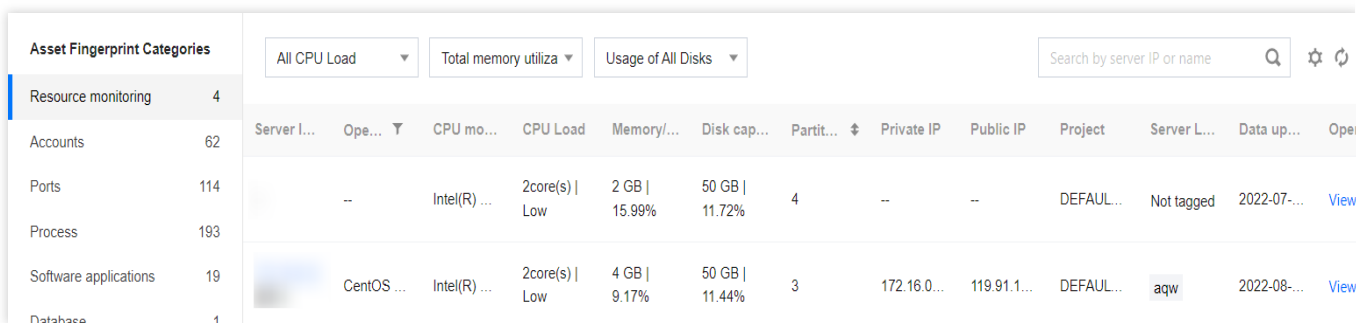 Asset Fingerprint Categories
Resource monitoring 4
Accounts 62
Ports 114
Process 193
Software applications 19
Database 1
All CPU Load Total memory utiliza Usage of All Disks Search by server IP or name
Server I... Ope... CPU mo... CPU Load Memory/... Disk cap... Partit... Private IP Public IP Project Server L... Data up... Oper
-- Intel(R) ... 2core(s) | 2 GB | 50 GB | 4 -- -- DEFAUL... Not tagged 2022-07-... View
Low 15.99% 11.72%
CentOS ... Intel(R) ... 2core(s) | 4 GB | 50 GB | 3 172.16.0... 119.91.1... DEFAUL... aqw 2022-08-... View
Low 9.17% 11.44%